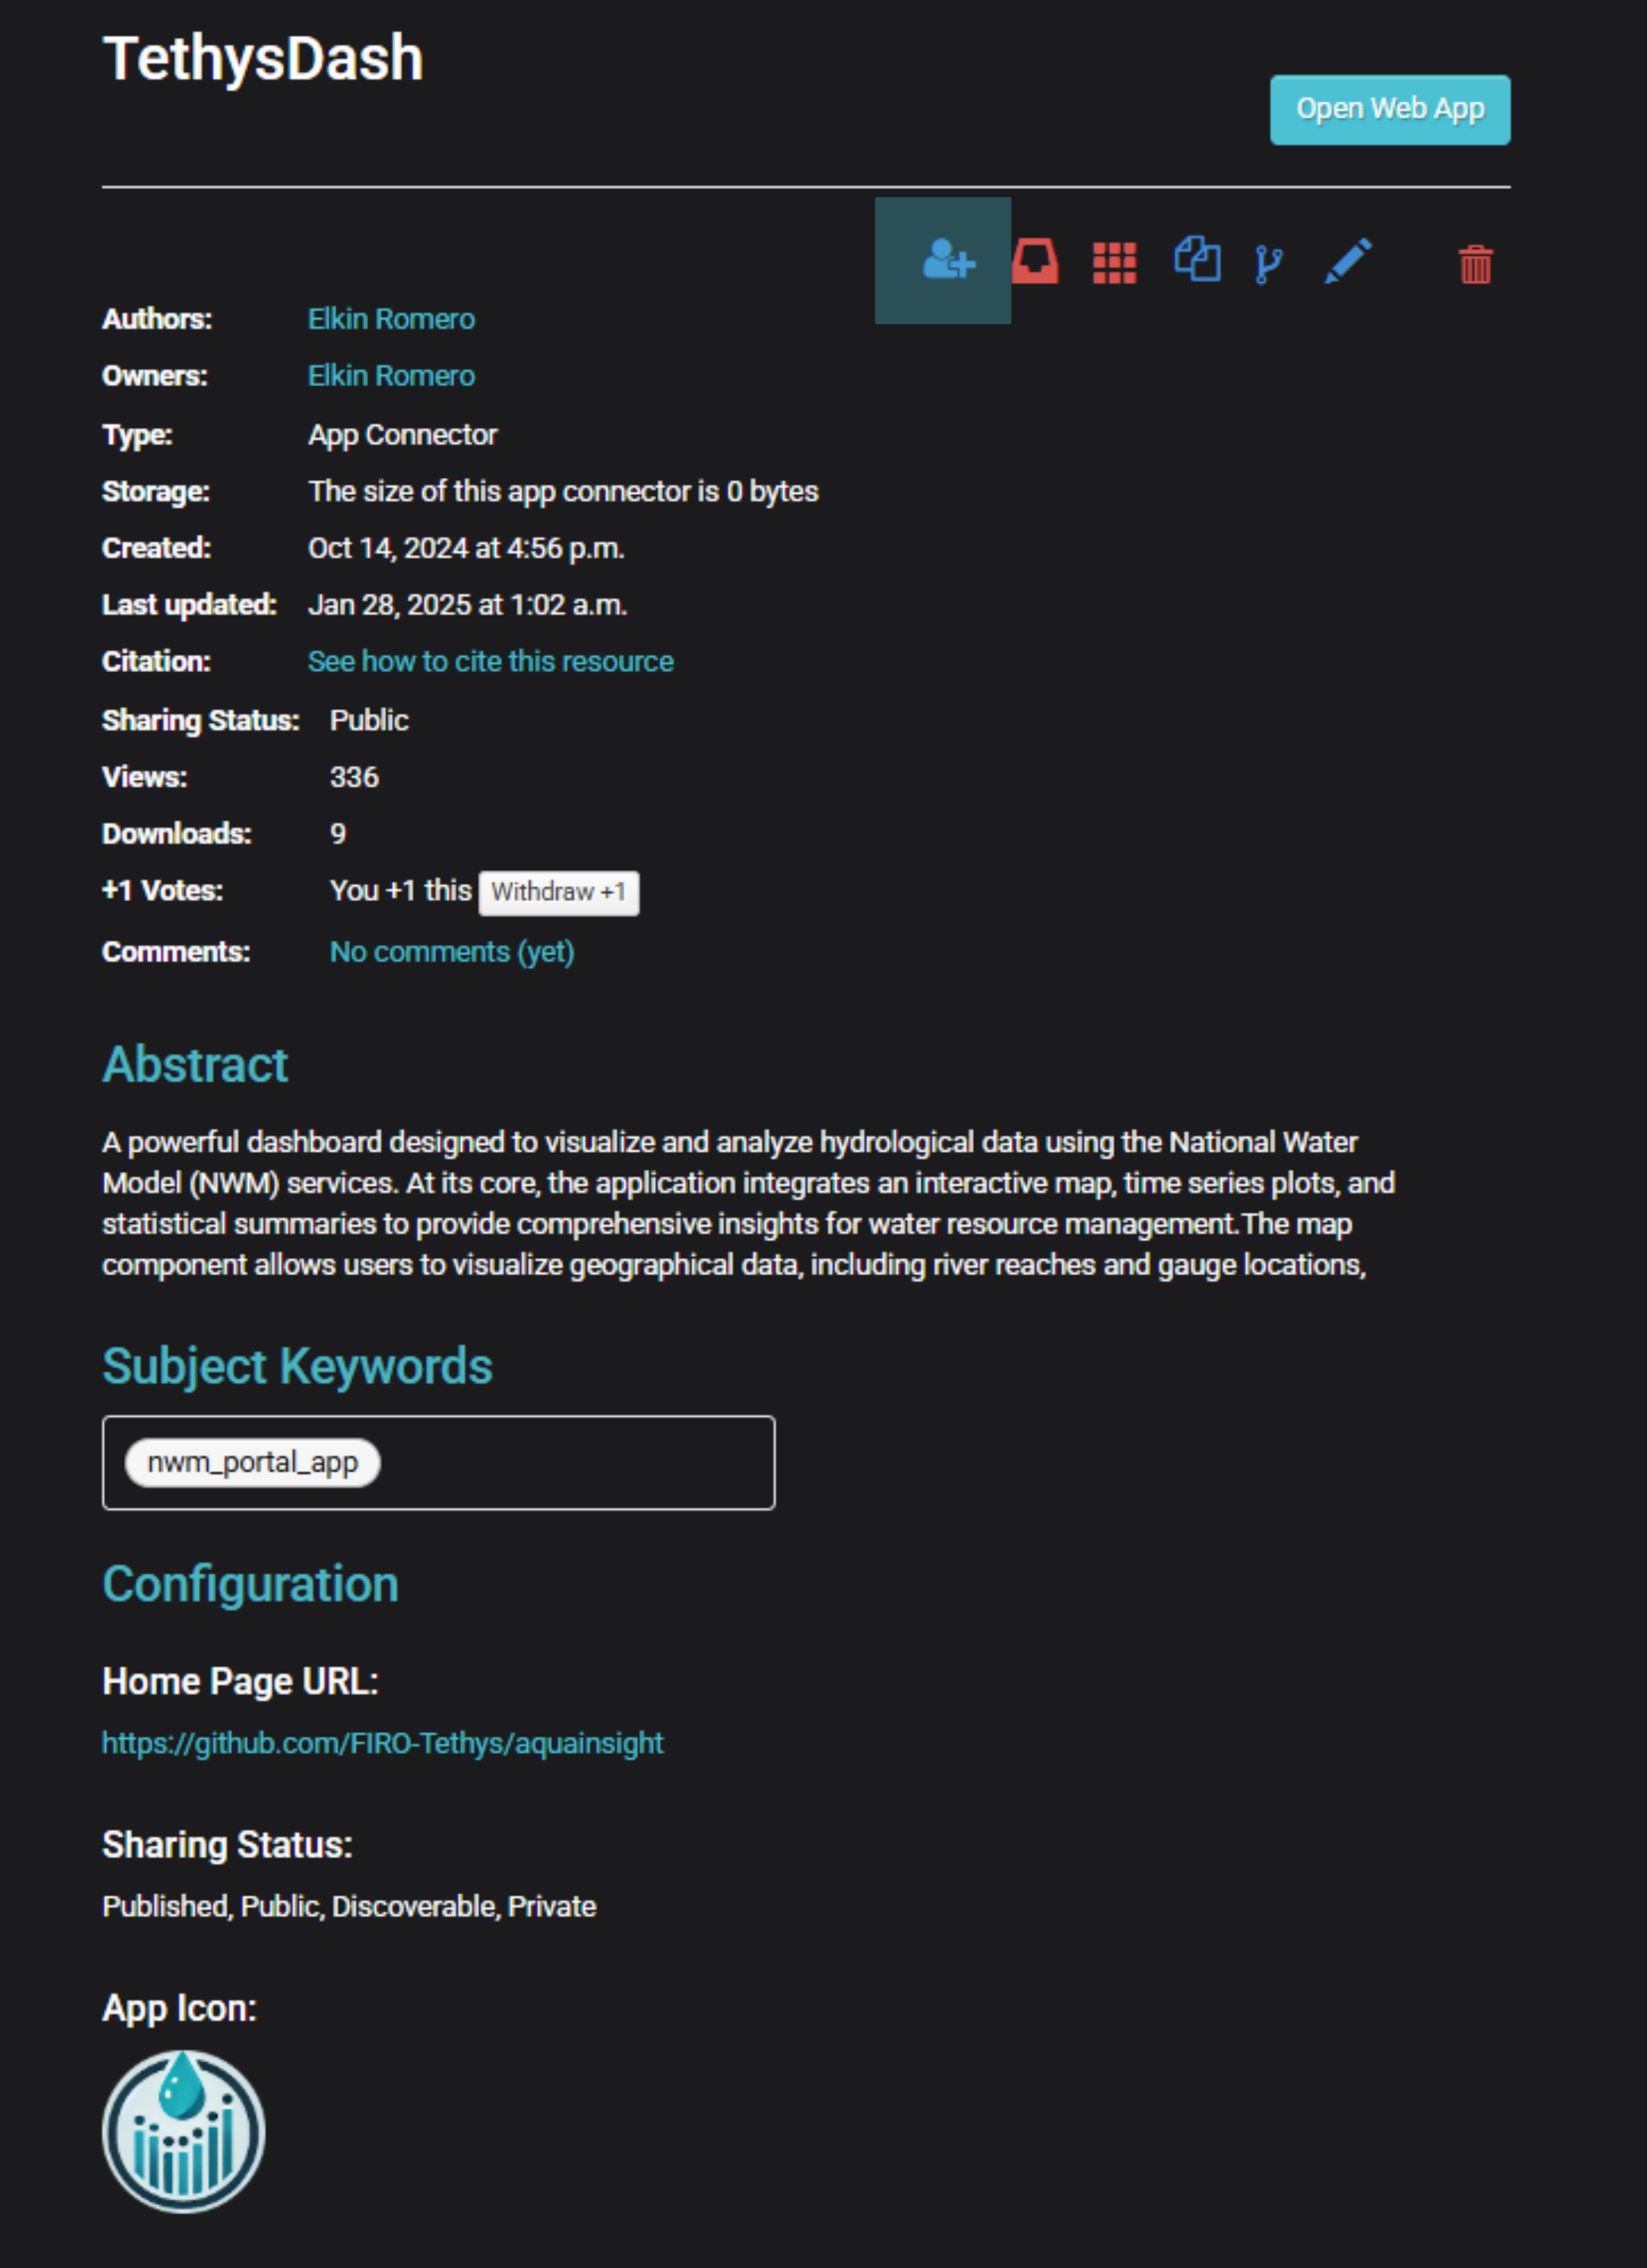 TethysDash
Open Web App
Authors: Elkin Romero
Owners: Elkin Romero
Type: App Connector
Storage: The size of this app connector is 0 bytes
Created: Oct 14, 2024 at 4:56 p.m.
Last updated: Jan 28, 2025 at 1:02 a.m.
Citation: See how to cite this resource
Sharing Status: Public
Views: 336
Downloads: 9
+1 Votes: You +1 this Withdraw +1
Comments: No comments (yet)
Abstract
A powerful dashboard designed to visualize and analyze hydrological data using the National Water
Model (NWM) services. At its core, the application integrates an interactive map, time series plots, and
statistical summaries to provide comprehensive insights for water resource management.The map
component allows users to visualize geographical data, including river reaches and gauge locations,
Subject Keywords
nwm_portal_app
Configuration
Home Page URL:
https://github.com/FIRO-Tethys/aquainsight
Sharing Status:
Published, Public, Discoverable, Private
App Icon: